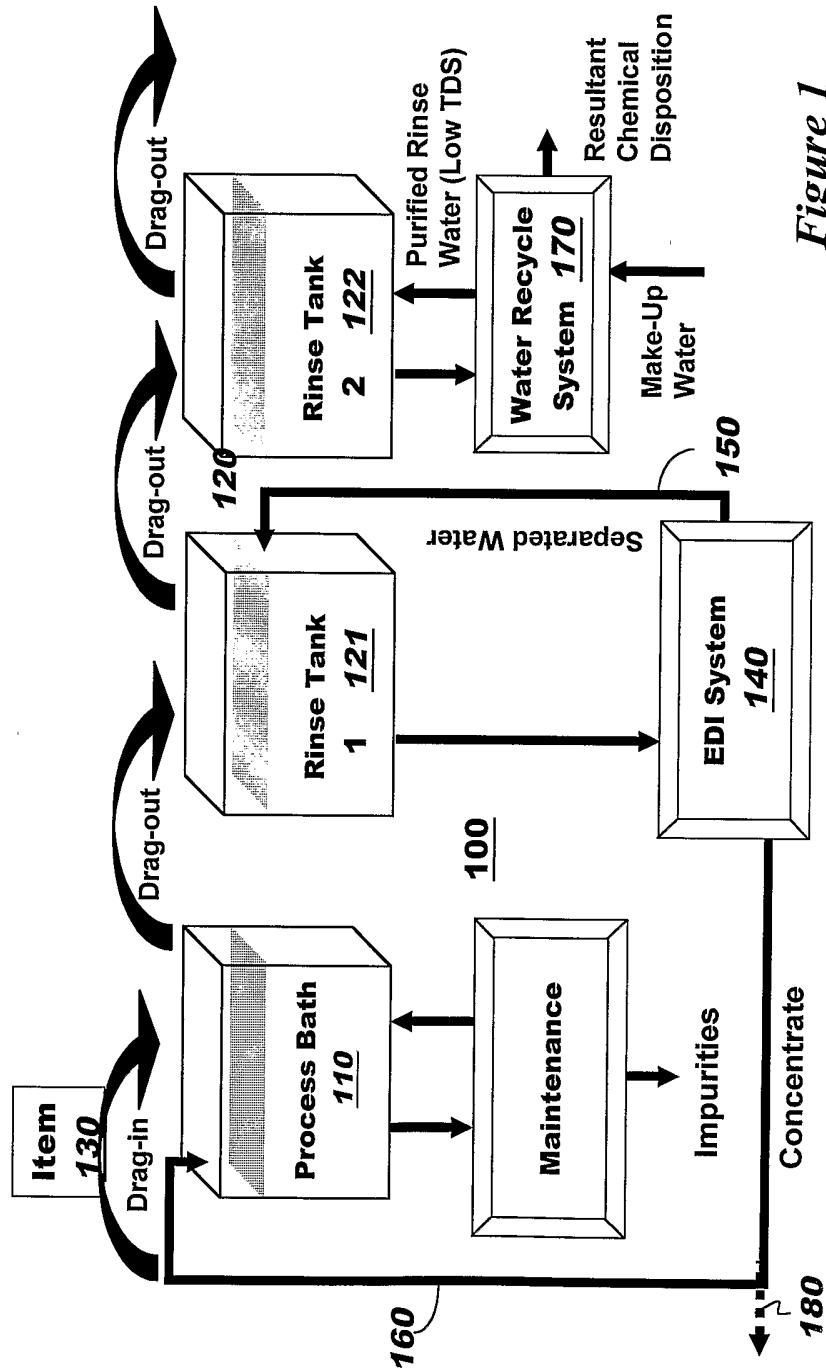 Item
130
Drag-in
Drag-out
Drag-out
Drag-out
Process Bath
110
Rinse Tank
1 121
120
Rinse Tank
2 122
Maintenance
Impurities
100
Separated Water
150
Purified Rinse
Water (Low TDS)
Water Recycle
System 170
Resultant
Chemical
Disposition
Make-Up
Water
EDI System
140
Concentrate
160
180
Figure 1